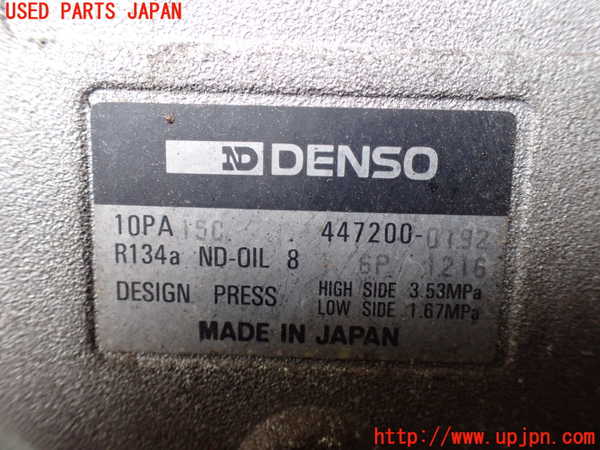 USED PARTS JAPAN
ND DENSO
10PA 15C 447200-0192
R134a ND-OIL 8 6P 1216
DESIGN PRESS HIGH SIDE 3.53MPa
LOW SIDE 1.67MPa
MADE IN JAPAN
http://www.upjpn.com/